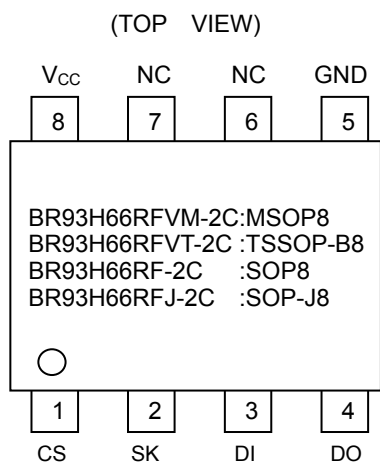 (TOP VIEW)
VCC NC NC GND
8 7 6 5
BR93H66RFVM-2C:MSOP8
BR93H66RFVT-2C :TSSOP-B8
BR93H66RF-2C :SOP8
BR93H66RFJ-2C :SOP-J8
1 2 3 4
CS SK DI DO